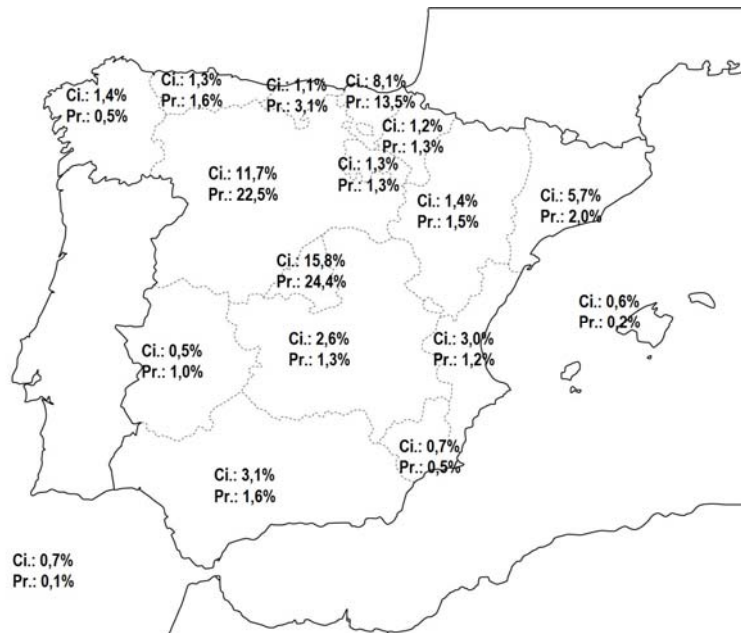 Ci.: 1,3%
Pr.: 1,6%
Ci.: 1,1%
Pr.: 3,1%
Ci.: 8,1%
Pr.: 13,5%
Ci.: 1,4%
Pr.: 0,5%
Ci.: 1,2%
Pr.: 1,3%
Ci.: 1,3%
Pr.: 1,3%
Ci.: 11,7%
Pr.: 22,5%
Ci.: 1,4%
Pr.: 1,5%
Ci.: 5,7%
Pr.: 2,0%
Ci.: 15,8%
Pr.: 24,4%
Ci.: 0,6%
Pr.: 0,2%
Ci.: 0,5%
Pr.: 1,0%
Ci.: 2,6%
Pr.: 1,3%
Ci.: 3,0%
Pr.: 1,2%
Ci.: 0,7%
Pr.: 0,5%
Ci.: 3,1%
Pr.: 1,6%
Ci.: 0,7%
Pr.: 0,1%